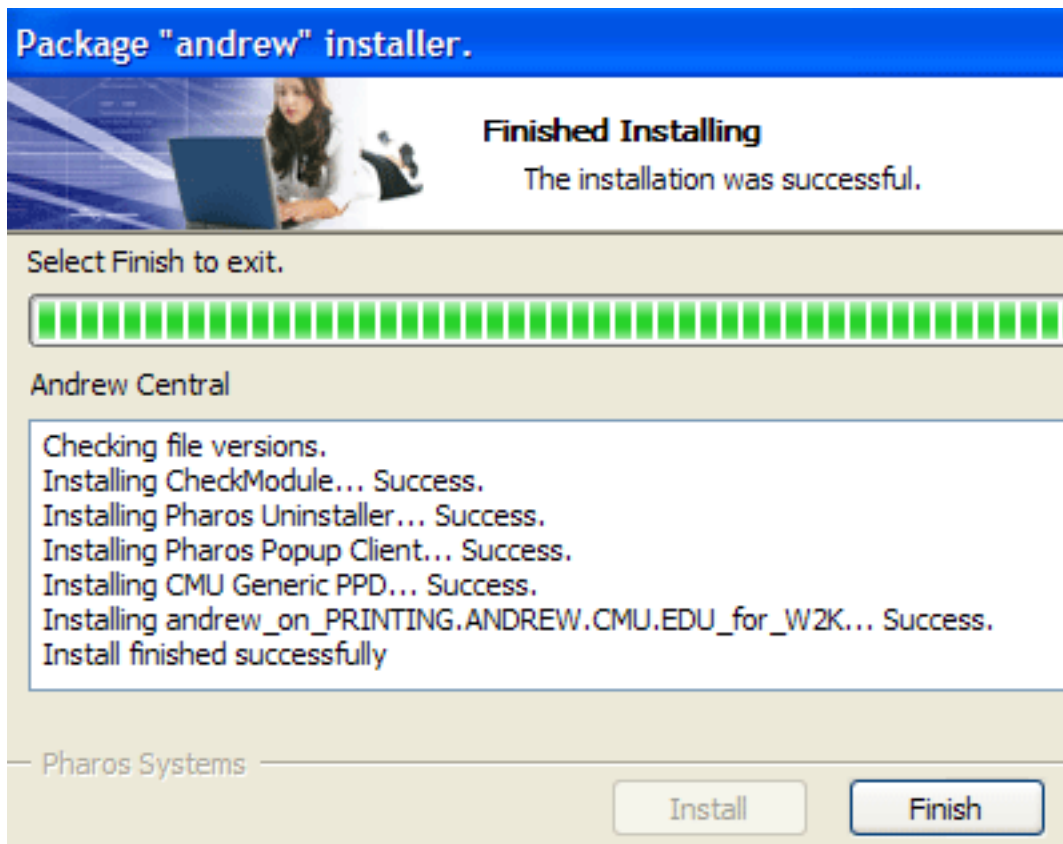 Package "andrew" installer.
Finished Installing
The installation was successful.
Select Finish to exit.
Andrew Central
Checking file versions.
Installing CheckModule... Success.
Installing Pharos Uninstaller... Success.
Installing Pharos Popup Client... Success.
Installing CMU Generic PPD... Success.
Installing andrew_on_PRINTING.ANDREW.CMU.EDU_for_W2K... Success.
Install finished successfully
Pharos Systems
Install Finish